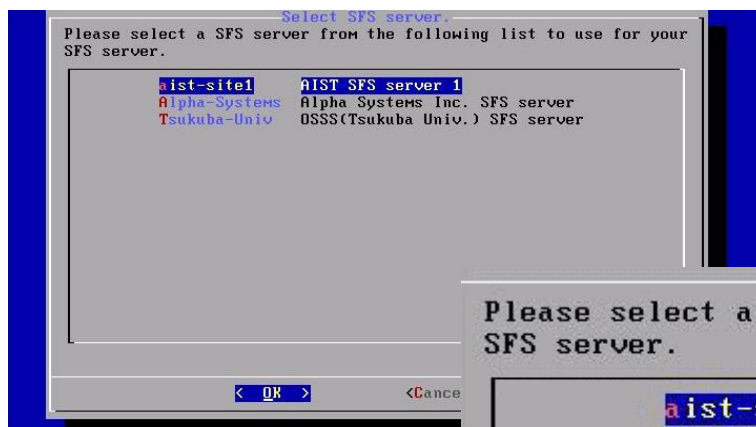 Select SFS server.
Please select a SFS server from the following list to use for your
SFS server.
aist-site1 AIST SFS server 1
Alpha-Systems Alpha Systems Inc. SFS server
Tsukuba-Univ OSSS(Tsukuba Univ.) SFS server
< OK > <Cance
Please select a
SFS server.
aist-